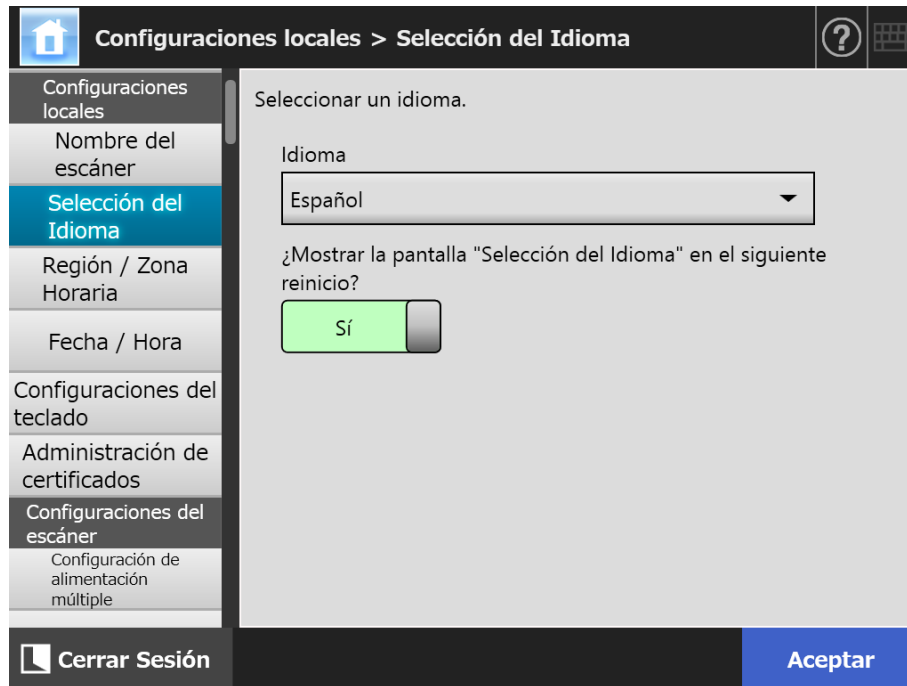 Configuraciones locales > Selección del Idioma
?
Configuraciones
locales
Nombre del
escáner
Selección del
Idioma
Región / Zona
Horaria
Fecha / Hora
Configuraciones del
teclado
Administración de
certificados
Configuraciones del
escáner
Configuración de
alimentación
múltiple
Seleccionar un idioma.
Idioma
Español
¿Mostrar la pantalla "Selección del Idioma" en el siguiente
reinicio?
Sí
Cerrar Sesión
Aceptar